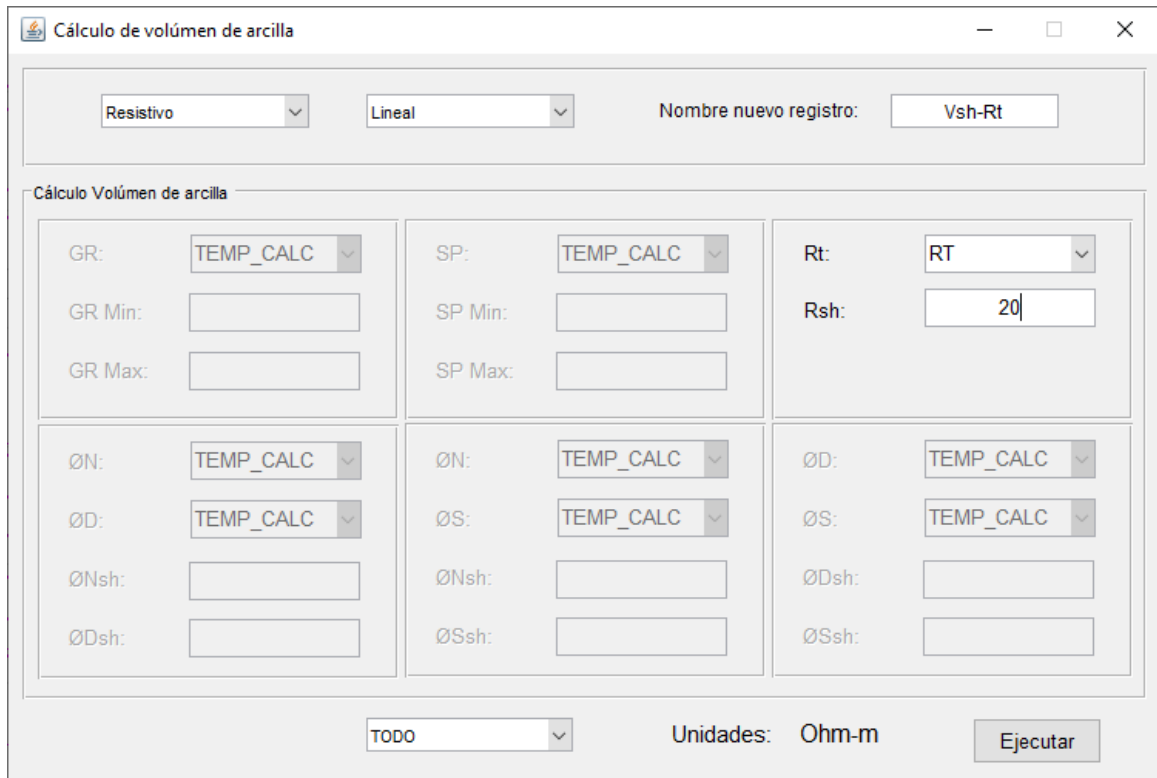 Cálculo de volúmen de arcilla
Resistivo Lineal Nombre nuevo registro: Vsh-Rt
Cálculo Volúmen de arcilla
GR: TEMP_CALC
GR Min:
GR Max:
SP: TEMP_CALC
SP Min:
SP Max:
Rt: RT
Rsh: 20
ØN: TEMP_CALC
ØD: TEMP_CALC
ØNsh:
ØDsh:
ØN: TEMP_CALC
ØS: TEMP_CALC
ØNsh:
ØSsh:
ØD: TEMP_CALC
ØS: TEMP_CALC
ØDsh:
ØSsh:
TODO Unidades: Ohm-m Ejecutar